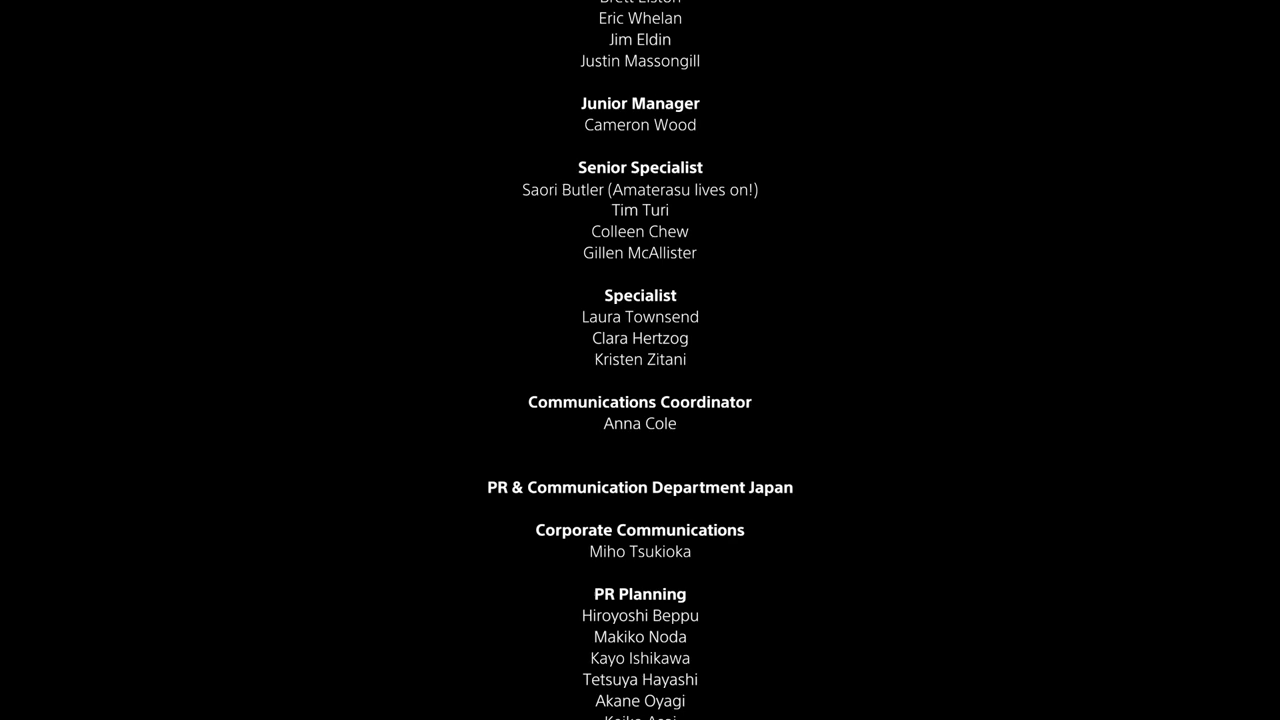 Brett Elston
Eric Whelan
Jim Eldin
Justin Massongill
Junior Manager
Cameron Wood
Senior Specialist
Saori Butler (Amaterasu lives on!)
Tim Turi
Colleen Chew
Gillen McAllister
Specialist
Laura Townsend
Clara Hertzog
Kristen Zitani
Communications Coordinator
Anna Cole
PR & Communication Department Japan
Corporate Communications
Miho Tsukioka
PR Planning
Hiroyoshi Beppu
Makiko Noda
Kayo Ishikawa
Tetsuya Hayashi
Akane Oyagi